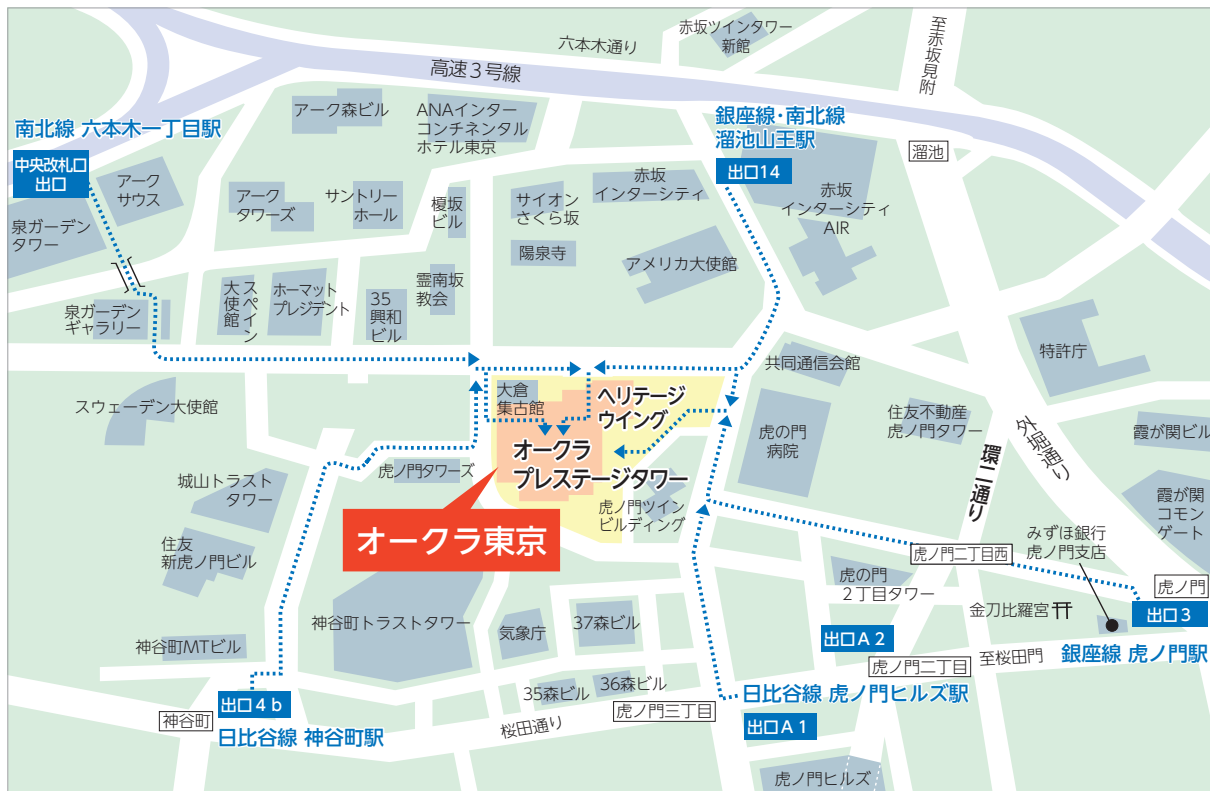 六本木通り
赤坂ツインタワー
新館
至赤坂見附
高速3号線
アーク森ビル
ANAインター
コンチネンタル
ホテル東京
銀座線・南北線
溜池山王駅
出口14
溜池
南北線 六本木一丁目駅
中央改札口
出口
アーク
サウス
泉ガーデン
タワー
アーク
タワーズ
サントリー
ホール
榎坂
ビル
サイオン
さくら坂
赤坂
インターシティ
赤坂
インターシティ
AIR
陽泉寺
アメリカ大使館
泉ガーデン
ギャラリー
スペイン
大使館
ホーマット
プレジデント
35
興和
ビル
霊南坂
教会
共同通信会館
特許庁
スウェーデン大使館
大倉
集古館
ヘリテージ
ウイング
虎の門
病院
住友不動産
虎ノ門タワー
外堀通り
霞が関ビル
オークラ
プレステージタワー
虎ノ門タワーズ
城山トラスト
タワー
環二通り
霞が関
コモン
ゲート
虎ノ門ツイン
ビルディング
オークラ東京
住友
新虎ノ門ビル
虎ノ門二丁目西
みずほ銀行
虎ノ門支店
虎の門
2丁目タワー
虎ノ門
金刀比羅宮
出口3
神谷町MTビル
神谷町トラストタワー
気象庁
37森ビル
出口A2
虎ノ門二丁目
至桜田門
銀座線 虎ノ門駅
出口4b
神谷町
日比谷線 神谷町駅
35森ビル
36森ビル
桜田通り
虎ノ門三丁目
日比谷線 虎ノ門ヒルズ駅
出口A1
虎ノ門ヒルズ